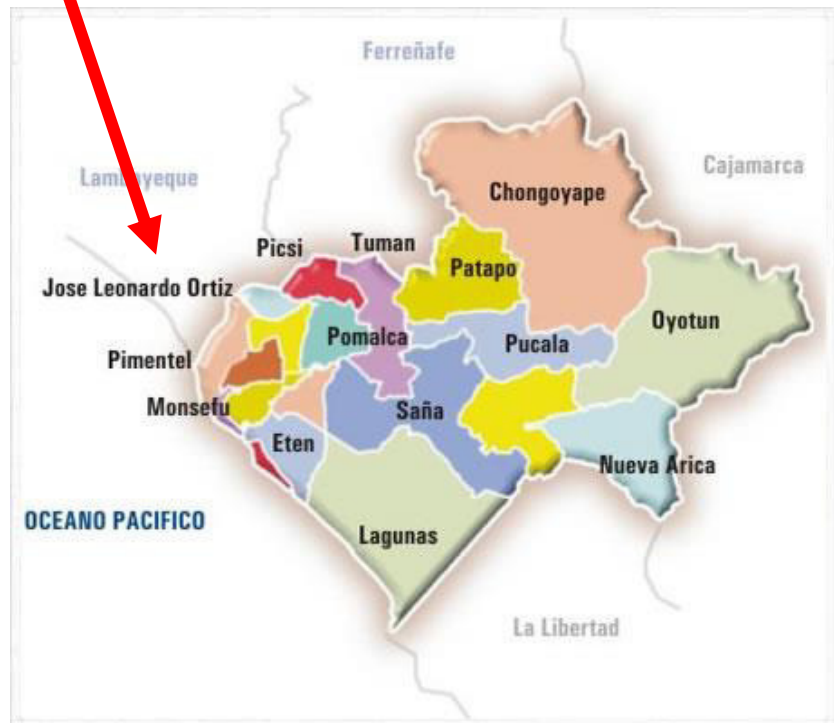 Ferreñafe
Cajamarca
Lambayeque
Chongoyape
Picsi
Tuman
Patapo
Jose Leonardo Ortiz
Oyotun
Pomalca
Pucala
Pimentel
Monsefu
Saña
Eten
Nueva Arica
OCEANO PACIFICO
Lagunas
La Libertad